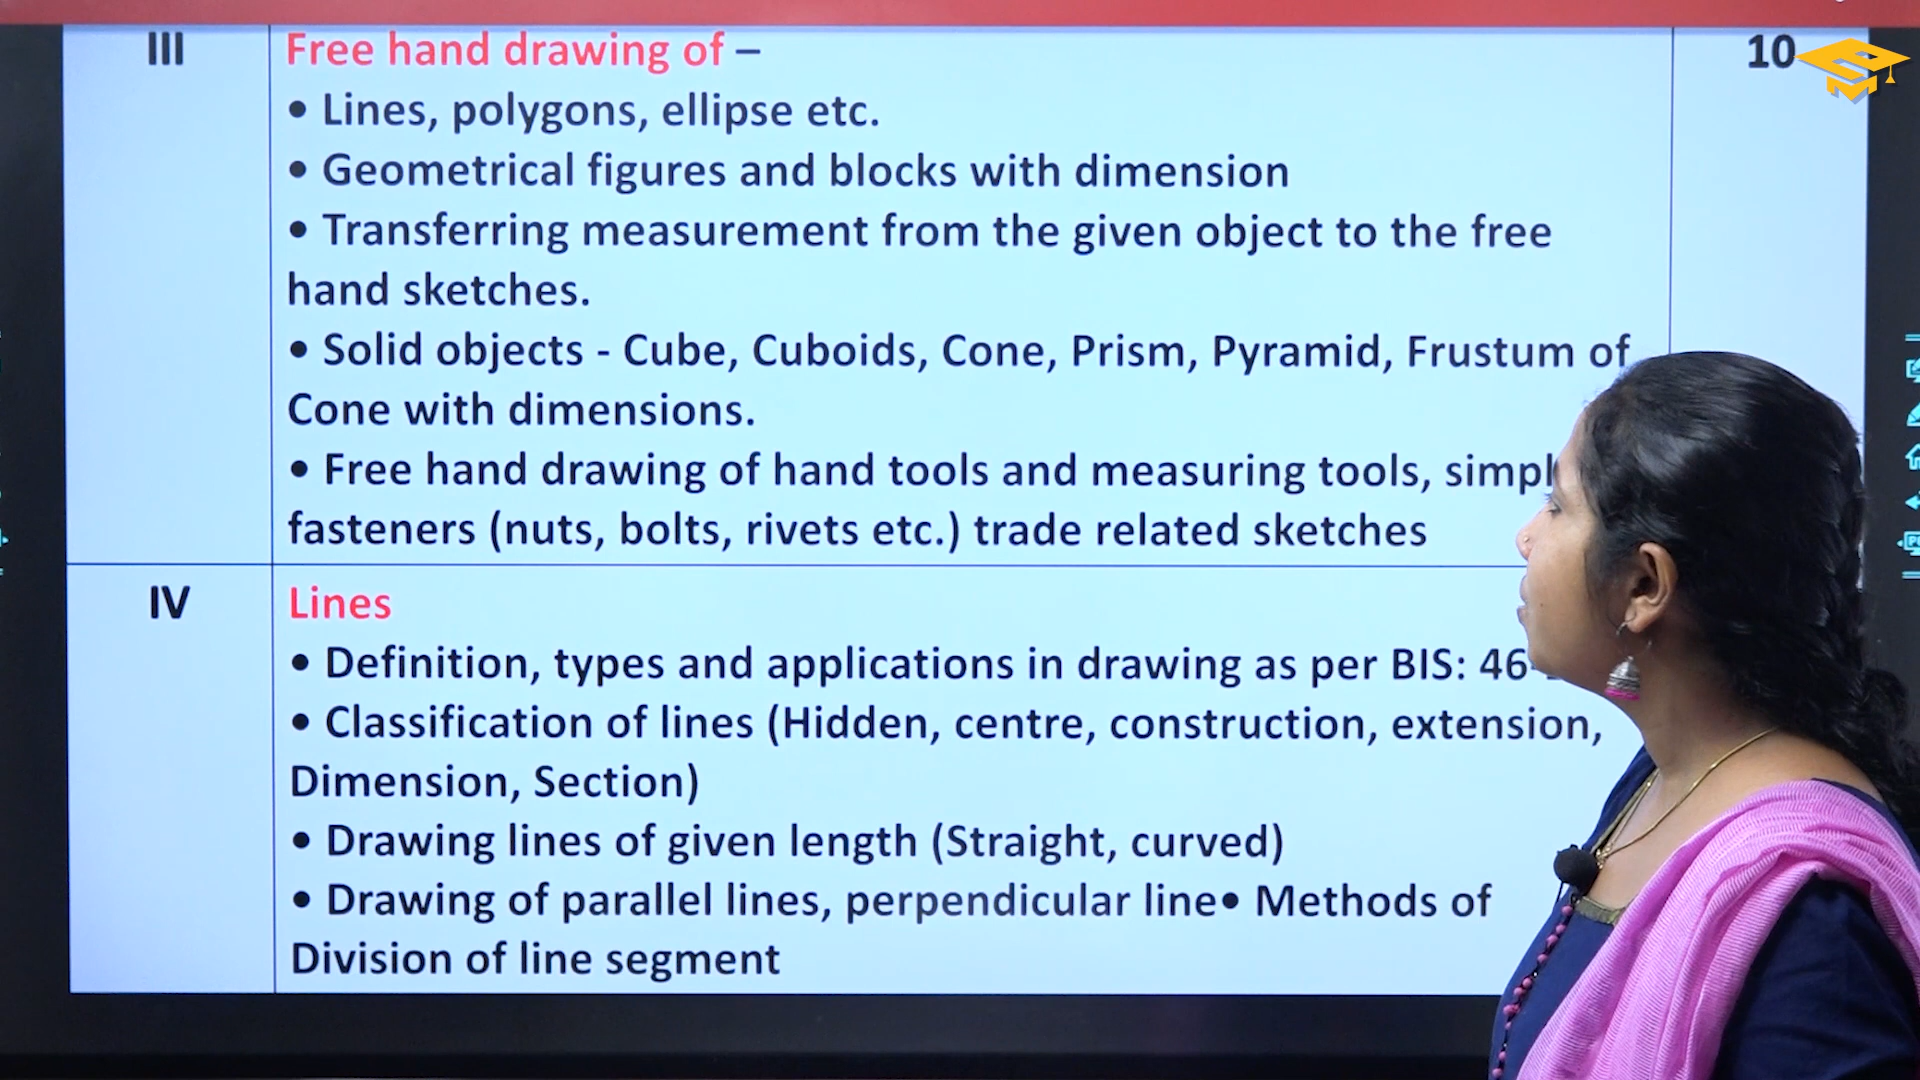 III
Free hand drawing of –
10
• Lines, polygons, ellipse etc.
• Geometrical figures and blocks with dimension
• Transferring measurement from the given object to the free
hand sketches.
• Solid objects - Cube, Cuboids, Cone, Prism, Pyramid, Frustum of
Cone with dimensions.
• Free hand drawing of hand tools and measuring tools,
fasteners (nuts, bolts, rivets etc.) trade related sketches
IV
Lines
• Definition, types and applications in drawing as per BIS: 46-
• Classification of lines (Hidden, centre, construction, extension,
Dimension, Section)
• Drawing lines of given length (Straight, curved)
• Drawing of parallel lines, perpendicular line• Methods of
Division of line segment